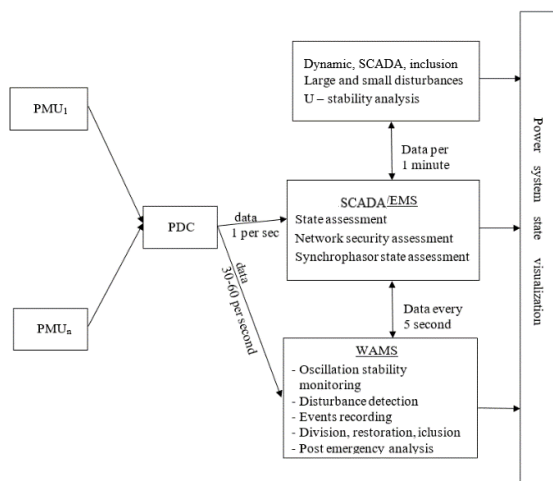 Dynamic, SCADA, inclusion
Large and small disturbances
U – stability analysis
PMU1
Data per
1 minute
SCADA/EMS
State assessment
Network security assessment
Synchrophasor state assessment
PDC
data
1 per sec
data
30-60 per second
PMUn
Data every
5 second
WAMS
- Oscillation stability
monitoring
- Disturbance detection
- Events recording
- Division, restoration, iclusion
- Post emergency analysis
Power system state visualization